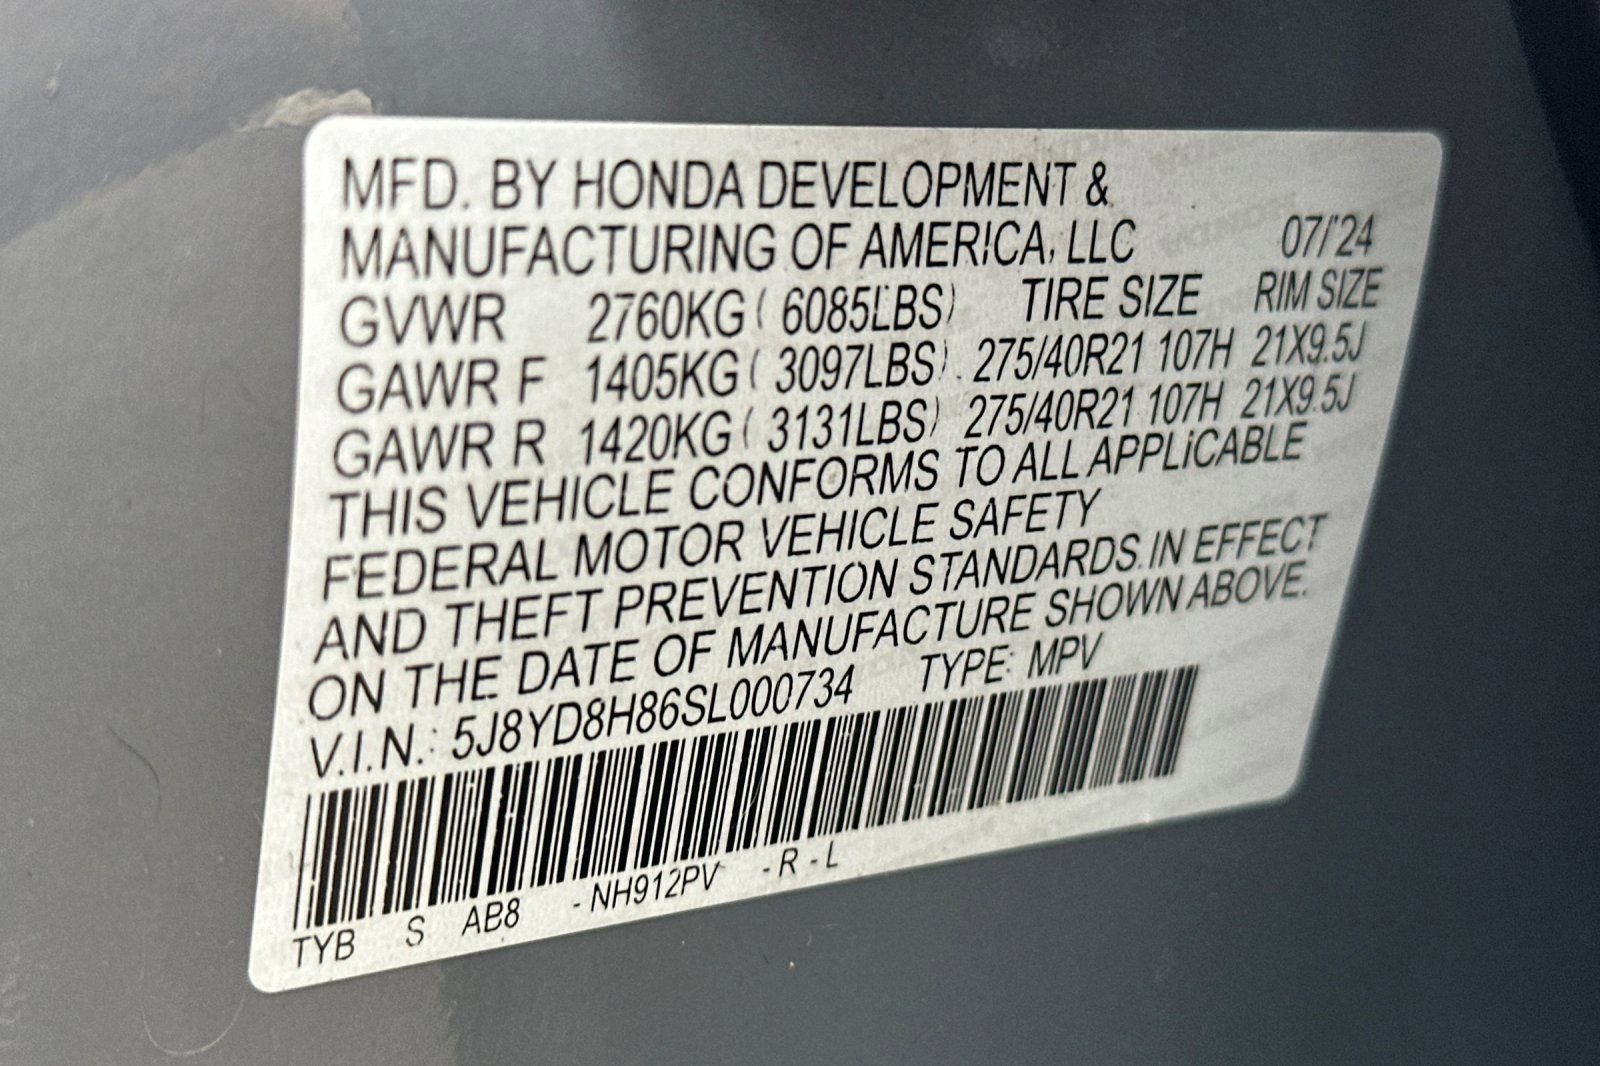 MFD. BY HONDA DEVELOPMENT &
MANUFACTURING OF AMERICA, LLC 07/'24
GVWR 2760KG ( 6085LBS) TIRE SIZE RIM SIZE
GAWR F 1405KG ( 3097LBS) 275/40R21 107H 21X9.5J
GAWR R 1420KG ( 3131LBS) 275/40R21 107H 21X9.5J
THIS VEHICLE CONFORMS TO ALL APPLICABLE
FEDERAL MOTOR VEHICLE SAFETY
AND THEFT PREVENTION STANDARDS IN EFFECT
ON THE DATE OF MANUFACTURE SHOWN ABOVE.
V.I.N.: 5J8YD8H86SL000734 TYPE: MPV
TYB S AB8 - NH912PV - R - L